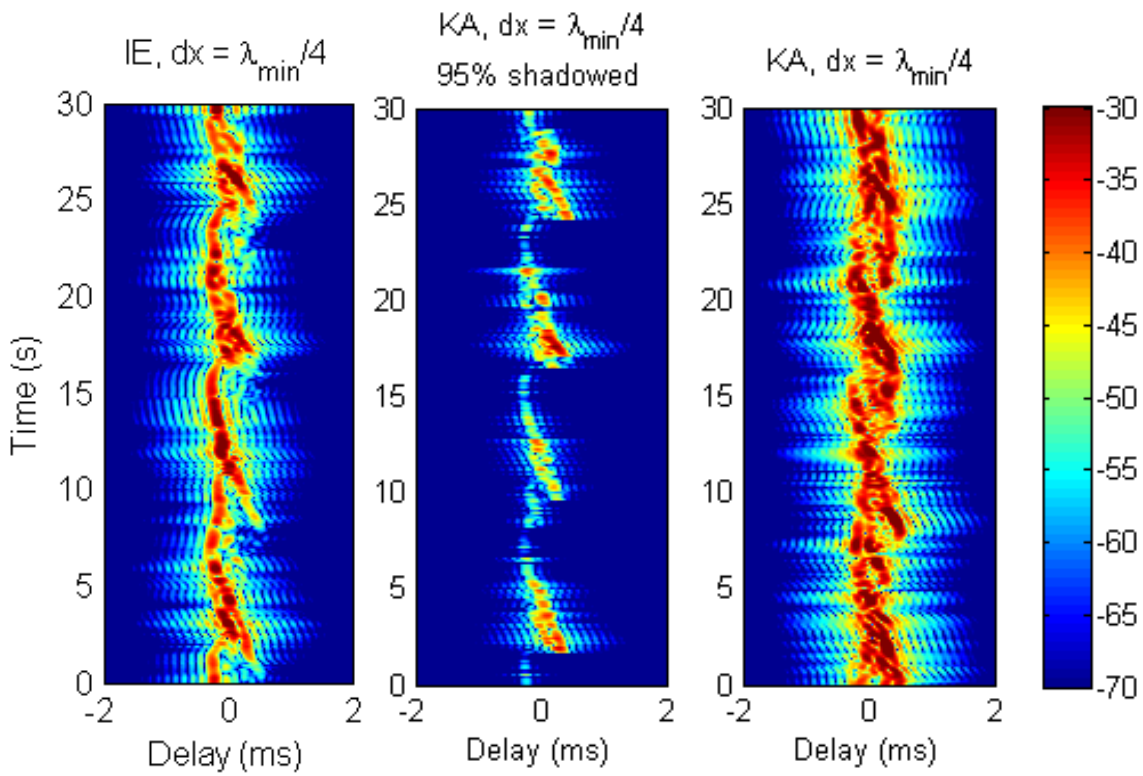 IE, dx = λmin/4
KA, dx = λmin/4
95% shadowed
KA, dx = λmin/4
Time (s)
30
25
20
15
10
5
0
-2 0 2
Delay (ms)
30
25
20
15
10
5
0
-2 0 2
Delay (ms)
30
25
20
15
10
5
0
-2 0 2
Delay (ms)
-30
-35
-40
-45
-50
-55
-60
-65
-70